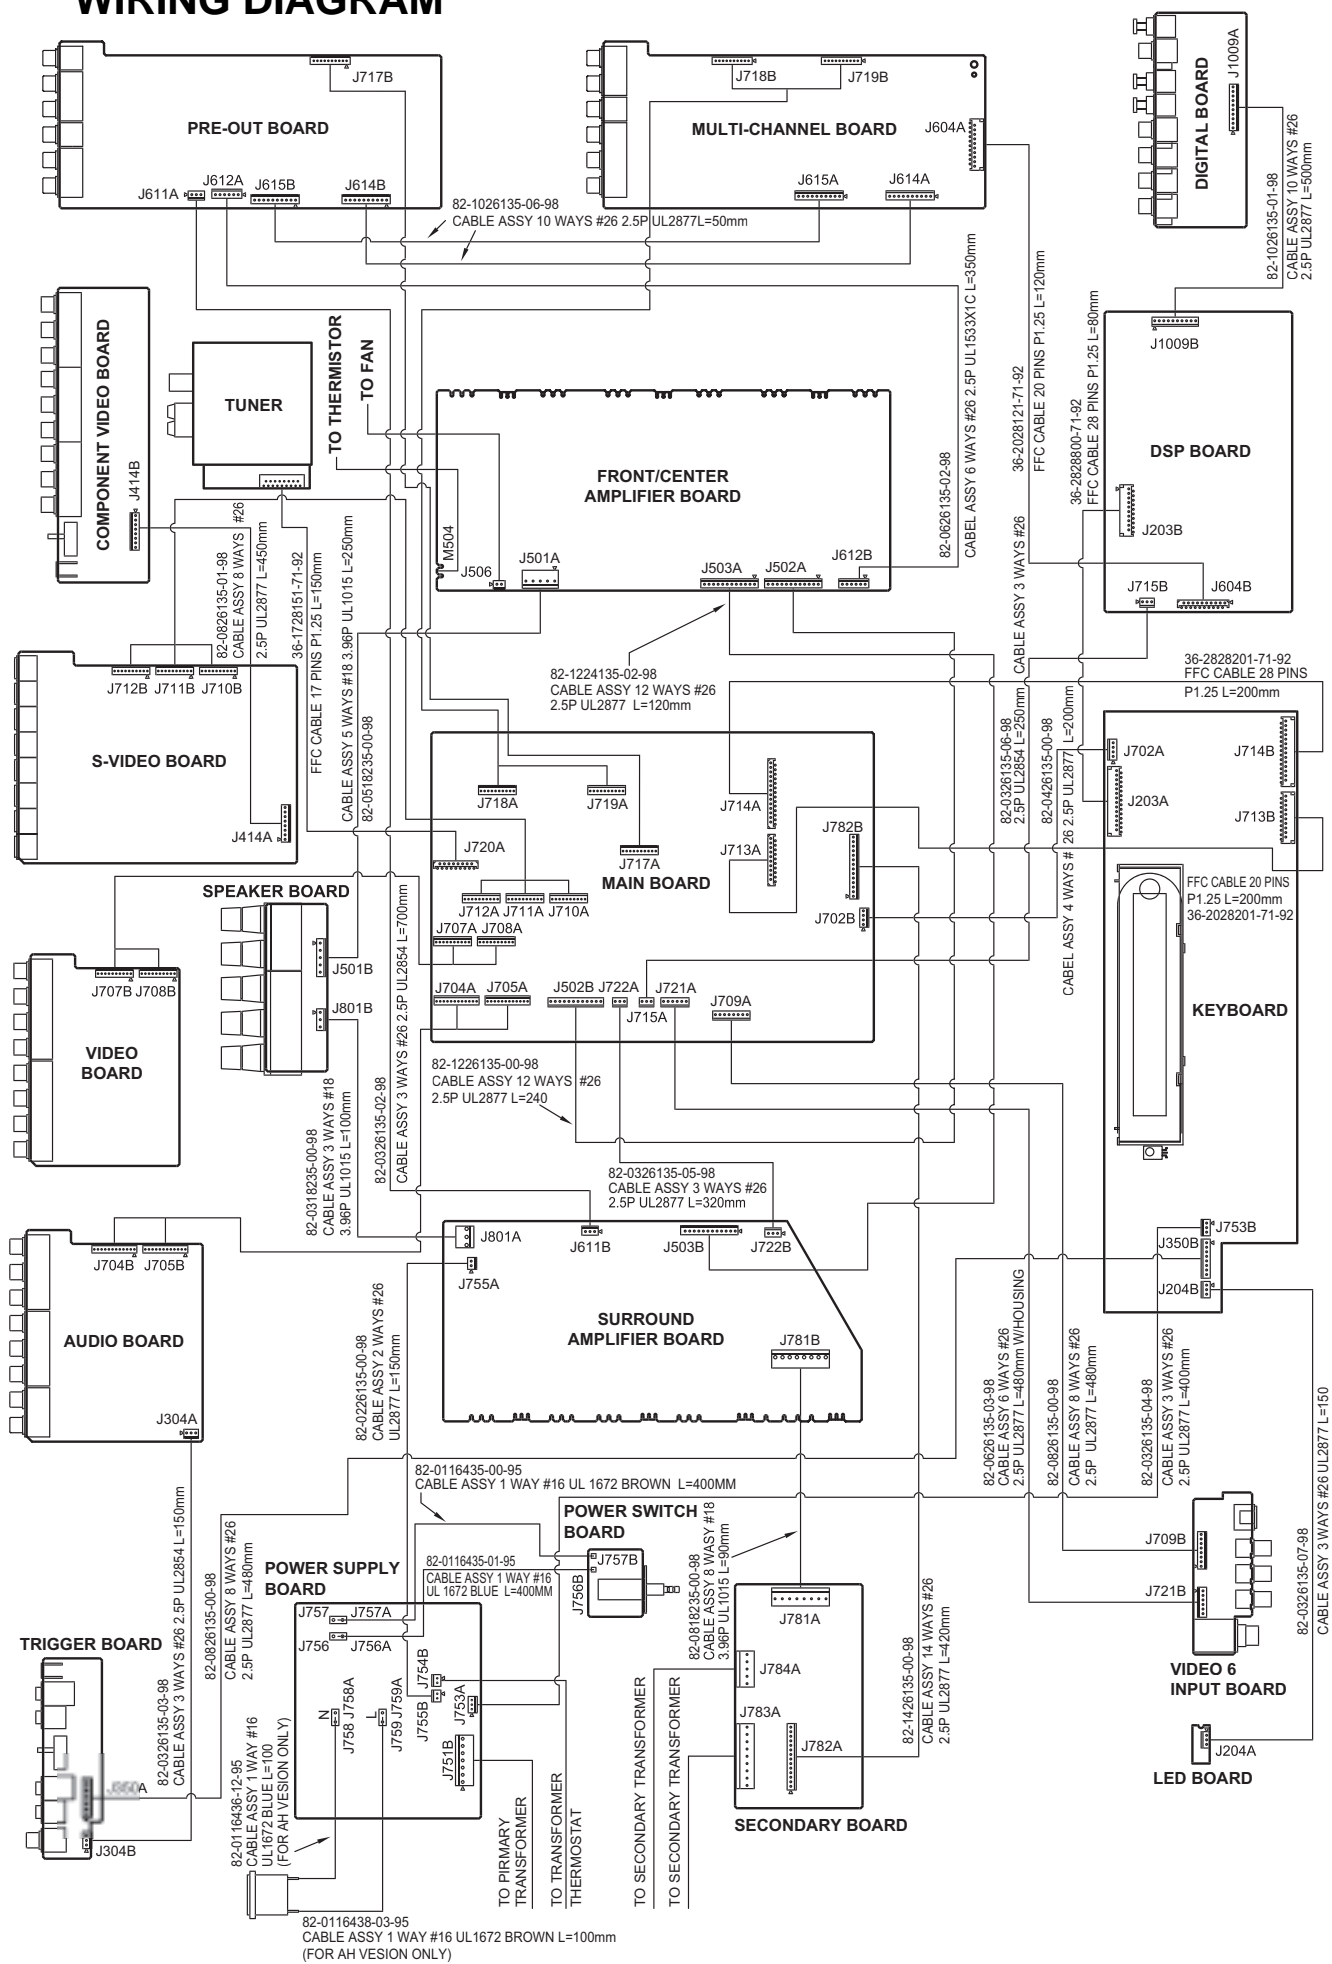 WIRING DIAGRAM
J717B
PRE-OUT BOARD
J611A
J612A
J615B
J614B
J718B
J719B
MULTI-CHANNEL BOARD
J604A
J615A
J614A
82-1026135-06-98
CABLE ASSY 10 WAYS #26 2.5P UL2877L=50mm
DIGITAL BOARD
J1009A
82-1026135-01-98
CABLE ASSY 10 WAYS #26
2.5P UL2877 L=500mm
COMPONENT VIDEO BOARD
J414B
TUNER
TO THERMISTOR
TO FAN
FRONT/CENTER
AMPLIFIER BOARD
M504
J506
J501A
J503A
J502A
J612B
82-0626135-02-98
CABEL ASSY 6 WAYS #26 2.5P UL1533X1C L=350mm
36-2028121-71-92
FFC CABLE 20 PINS P1.25 L=120mm
36-2828800-71-92
FFC CABLE 28 PINS P1.25 L=80mm
J1009B
DSP BOARD
J203B
J715B
J604B
82-0826135-01-98
CABLE ASSY 8 WAYS #26
2.5P UL2877 L=450mm
36-1728151-71-92
FFC CABLE 17 PINS P1.25 L=150mm
CABLE ASSY 5 WAYS #18 3.96P UL1015 L=250mm
82-0518235-00-98
J712B
J711B
J710B
S-VIDEO BOARD
J414A
82-1224135-02-98
CABLE ASSY 12 WAYS #26
2.5P UL2877 L=120mm
82-0326135-06-98
2.5P UL2854 L=250mm
CABLE ASSY 3 WAYS #26
82-0426135-00-98
CABEL ASSY 4 WAYS # 26 2.5P UL2877 L=200mm
36-2828201-71-92
FFC CABLE 28 PINS
P1.25 L=200mm
J718A
J719A
J714A
J717A
J720A
J713A
J782B
MAIN BOARD
J712A
J711A
J710A
J707A
J708A
J702B
J704A
J705A
J502B
J722A
J715A
J721A
J709A
J702A
J714B
J203A
J713B
FFC CABLE 20 PINS
P1.25 L=200mm
36-2028201-71-92
KEYBOARD
J753B
J350B
J204B
SPEAKER BOARD
J501B
J801B
J707B
J708B
VIDEO
BOARD
82-0318235-00-98
CABLE ASSY 3 WAYS #18
3.96P UL1015 L=100mm
82-0326135-02-98
CABLE ASSY 3 WAYS #26 2.5P UL2854 L=700mm
82-1226135-00-98
CABLE ASSY 12 WAYS #26
2.5P UL2877 L=240
82-0326135-05-98
CABLE ASSY 3 WAYS #26
2.5P UL2877 L=320mm
J801A
J755A
J611B
J503B
J722B
SURROUND
AMPLIFIER BOARD
J781B
J704B
J705B
AUDIO BOARD
J304A
82-0226135-00-98
CABLE ASSY 2 WAYS #26
UL2877 L=150mm
82-0626135-03-98
CABLE ASSY 6 WAYS #26
2.5P UL2877 L=480mm W/HOUSING
82-0826135-00-98
CABLE ASSY 8 WAYS #26
2.5P UL2877 L=480mm
82-0326135-04-98
CABLE ASSY 3 WAYS #26
2.5P UL2877 L=400mm
82-0116435-00-95
CABLE ASSY 1 WAY #16 UL 1672 BROWN L=400MM
POWER SWITCH
BOARD
J757B
J756B
82-0116435-01-95
CABLE ASSY 1 WAY #16
UL 1672 BLUE L=400MM
POWER SUPPLY
BOARD
J757
J757A
J756
J756A
N
J758 J758A
L
J759 J759A
J754B
J755B
J753A
J751B
82-0818235-00-98
CABLE ASSY 8 WASY #18
3.96P UL1015 L=90mm
J781A
J784A
J783A
J782A
SECONDARY BOARD
TO SECONDARY TRANSFORMER
TO SECONDARY TRANSFORMER
82-1426135-00-98
CABLE ASSY 14 WAYS #26
2.5P UL2877 L=420mm
J709B
J721B
VIDEO 6
INPUT BOARD
J204A
LED BOARD
82-0326135-07-98
CABLE ASSY 3 WAYS #26 UL2877 L=150
TRIGGER BOARD
J350A
J304B
82-0326135-03-98
CABLE ASSY 3 WAYS #26 2.5P UL2854 L=150mm
82-0826135-00-98
CABLE ASSY 8 WAYS #26
2.5P UL2877 L=480mm
82-0116436-12-95
CABLE ASSY 1 WAY #16
UL1672 BLUE L=100
(FOR AH VESION ONLY)
TO PIRMARY
TRANSFORMER
TO TRANSFORMER
THERMOSTAT
82-0116438-03-95
CABLE ASSY 1 WAY #16 UL1672 BROWN L=100mm
(FOR AH VESION ONLY)